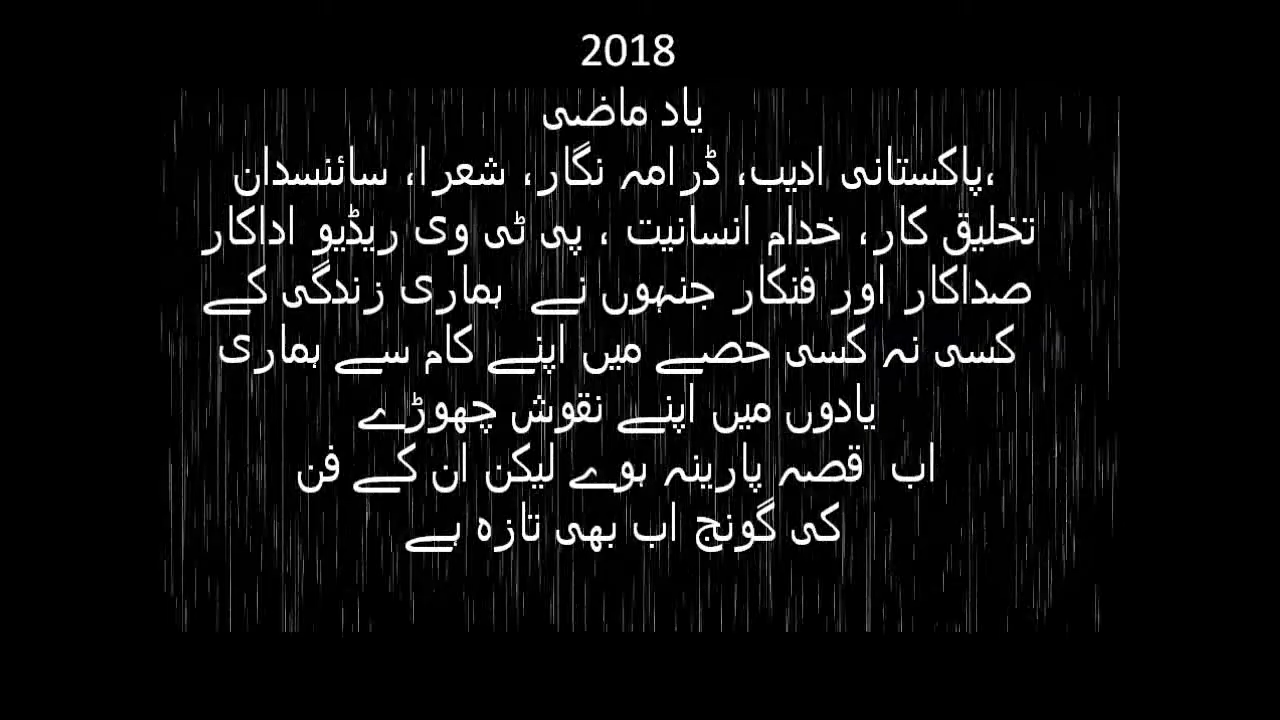 2018
یاد ماضی
پاکستانی ادیب، ڈرامہ نگار، شعرا، سائنسدان،
تخلیق کار، خدام انسانیت ، پی ٹی وی ریڈیو اداکار
صداکار اور فنکار جنہوں نے ہماری زندگی کے
کسی نہ کسی حصے میں اپنے کام سے ہماری
یادوں میں اپنے نقوش چھوڑے
اب قصہ پارینہ ہوے لیکن ان کے فن
کی گونج اب بھی تازہ ہے